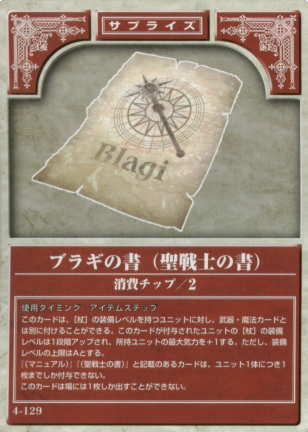 サプライズ
Blagi
ブラギの書（聖戦士の書）
消費チップ／2
使用タイミング　アイテムステップ
このカードは、[杖]の装備レベルを持つユニットに対し、武器・魔法カードと
は別に付けることができる。このカードが付与されたユニットの[杖]の装備
レベルは1段階アップされ、所持ユニットの最大気力を+1する。ただし、装備
レベルの上限はAとする。
『〈マニュアル〉』『〈聖戦士の書〉』と記載のあるカードは、ユニット1体につき1
枚までしか付与できない。
このカードは場には1枚しか出すことができない。
4-129